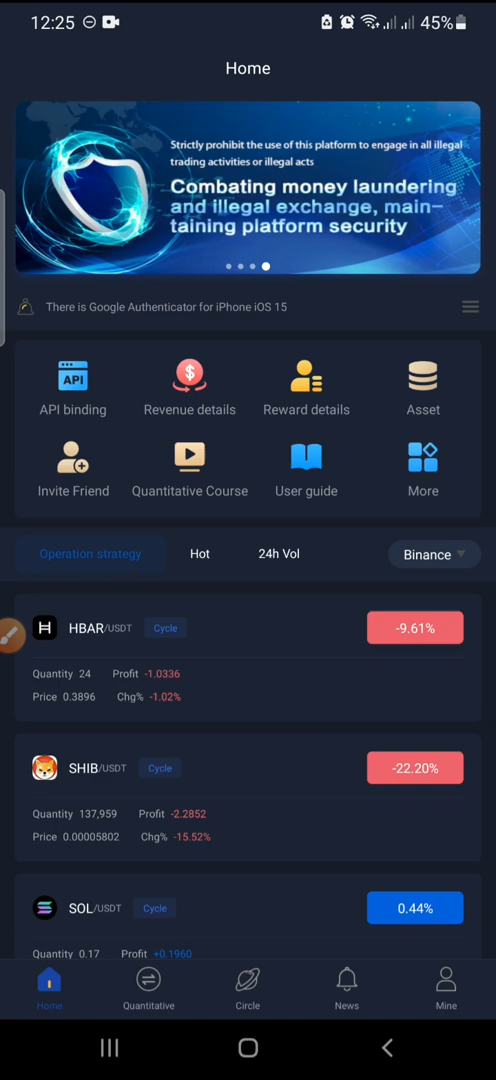 12:25
45%
Home
Strictly prohibit the use of this platform to engage in all illegal
trading activities or illegal acts
Combating money laundering
and illegal exchange, main-
taining platform security
There is Google Authenticator for iPhone iOS 15
API
API binding
Revenue details
Reward details
Asset
Invite Friend
Quantitative Course
User guide
More
Operation strategy
Hot
24h Vol
Binance
HBAR/USDT Cycle -9.61%
Quantity 24 Profit -1.0336
Price 0.3896 Chg% -1.02%
SHIB/USDT Cycle -22.20%
Quantity 137,959 Profit -2.2852
Price 0.00005802 Chg% -15.52%
SOL/USDT Cycle 0.44%
Quantity 0.17 Profit +0.1960
Home
Quantitative
Circle
News
Mine